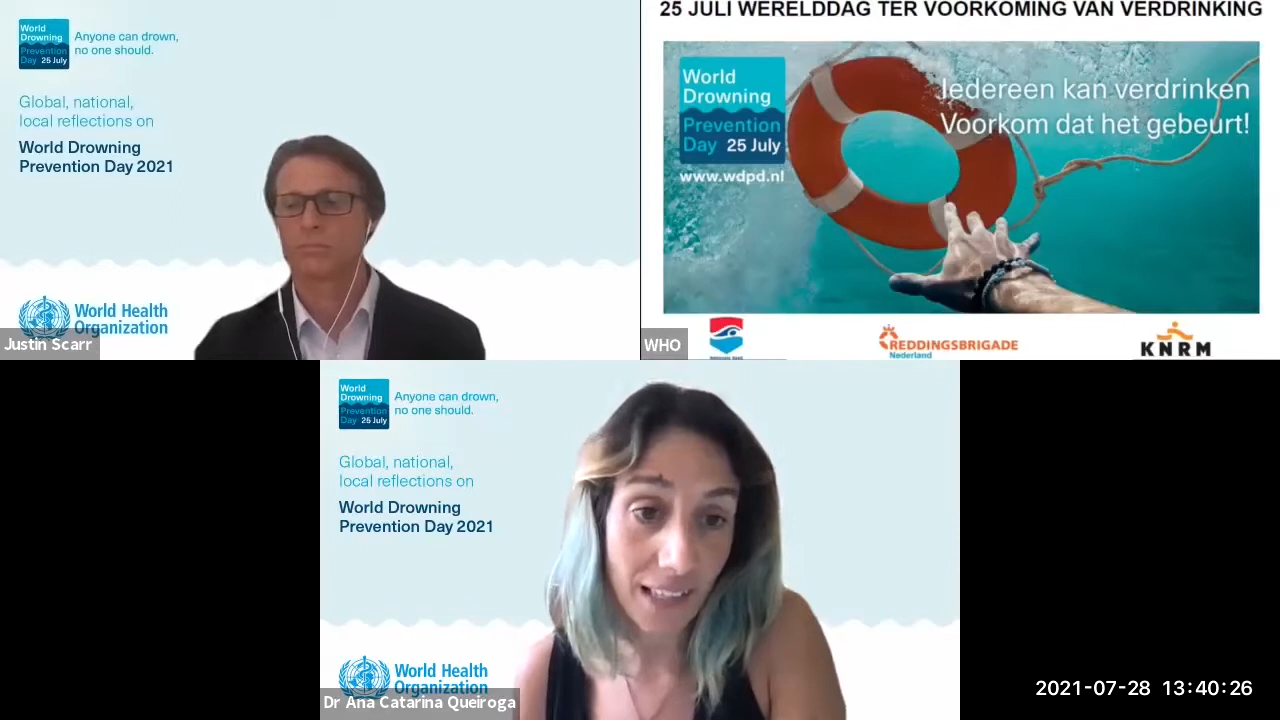 World
Drowning
Prevention
Day 25 July
Anyone can drown,
no one should.
Global, national,
local reflections on
World Drowning
Prevention Day 2021
World Health
Organization
Justin Scarr
25 JULI WERELDDAG TER VOORKOMING VAN VERDRINKING
World
Drowning
Prevention
Day 25 July
www.wdpd.nl
Iedereen kan verdrinken
Voorkom dat het gebeurt!
WHO
REDDINGSBRIGADE
Nederland
KNRM
World
Drowning
Prevention
Day 25 July
Anyone can drown,
no one should.
Global, national,
local reflections on
World Drowning
Prevention Day 2021
World Health
Organization
Dr Ana Catarina Queiroga
2021-07-28 13:40:26